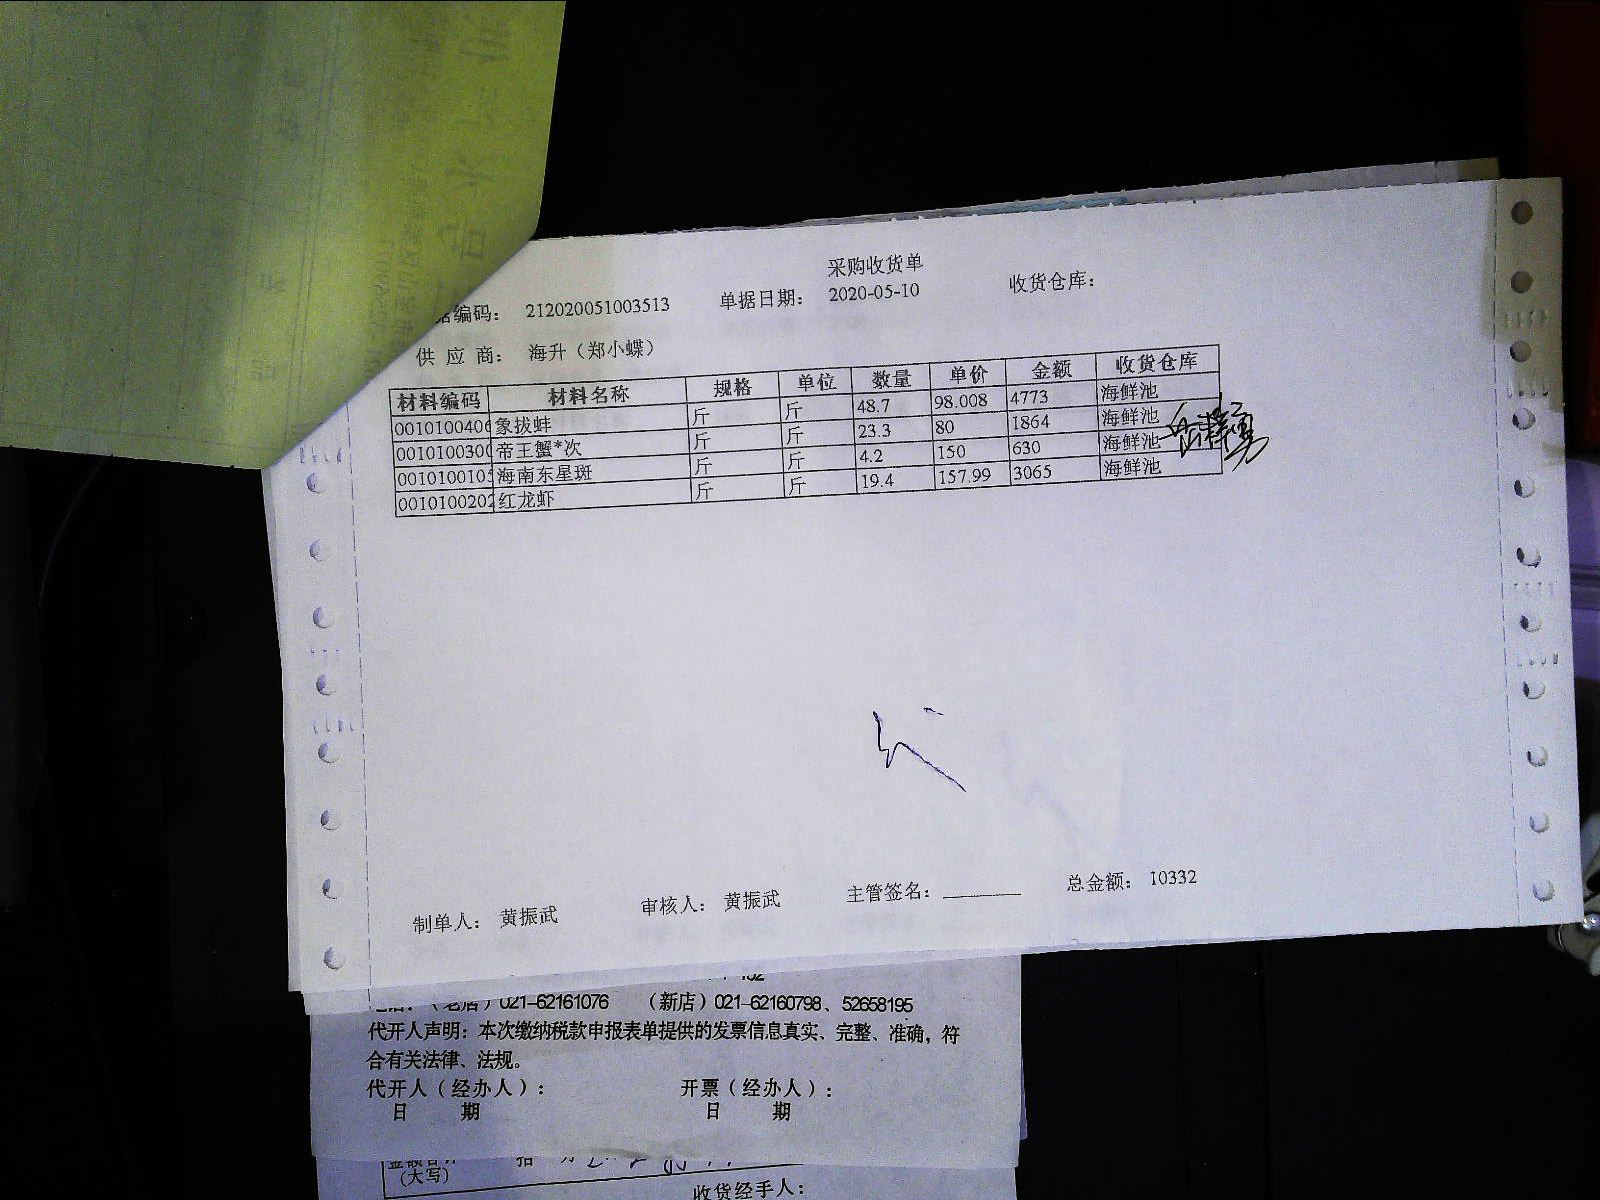 采购收货单
据编码: 212020051003513 单据日期: 2020-05-10 收货仓库:
供 应 商: 海升（郑小蝶）
材料编码 材料名称 规格 单位 数量 单价 金额 收货仓库
0010100406 象拔蚌 斤 斤 48.7 98.008 4773 海鲜池
0010100300 帝王蟹*次 斤 斤 23.3 80 1864 海鲜池
001010010 海南东星斑 斤 斤 4.2 150 630 海鲜池
0010100202 红龙虾 斤 斤 19.4 157.99 3065 海鲜池
制单人: 黄振武 审核人: 黄振武 主管签名: 总金额: 10332
（老店）021-62161076 （新店）021-62160798、52658195
代开人声明: 本次缴纳税款申报表单提供的发票信息真实、完整、准确，符
合有关法律、法规。
代开人（经办人）: 开票（经办人）:
日 期 日 期
(大写)
收货经手人: